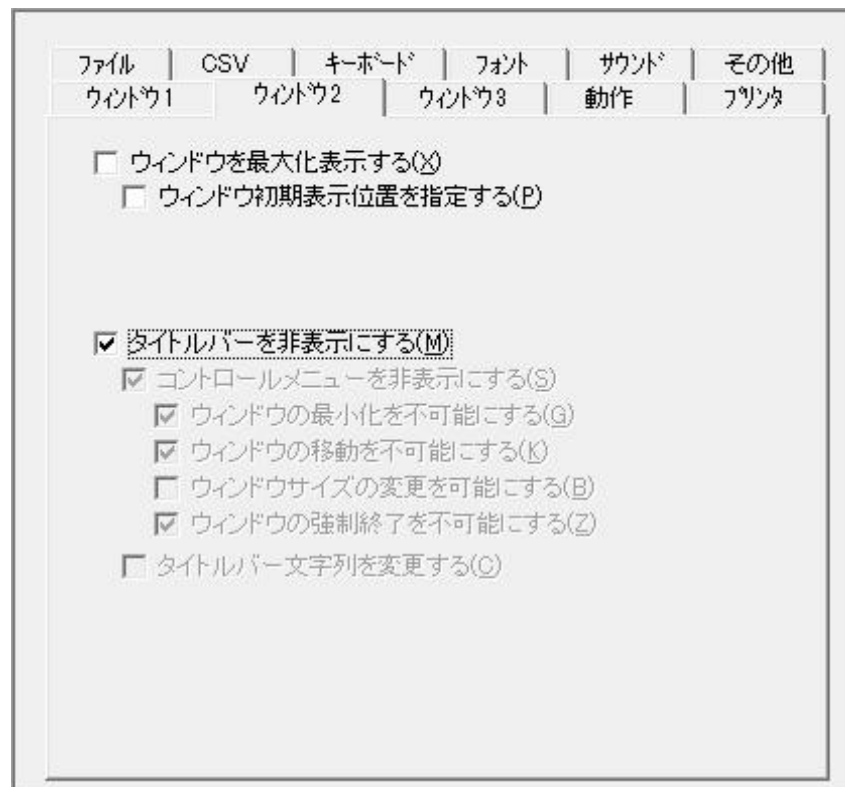 ﾌｧｲﾙ CSV ｷｰﾎﾞｰﾄﾞ ﾌｫﾝﾄ ｻｳﾝﾄﾞ その他
ｳｨﾝﾄﾞｳ1 ｳｨﾝﾄﾞｳ2 ｳｨﾝﾄﾞｳ3 動作 ﾌﾟﾘﾝﾀ
ウィンドウを最大化表示する(X)
ウィンドウ初期表示位置を指定する(P)
タイトルバーを非表示にする(M)
コントロールメニューを非表示にする(S)
ウィンドウの最小化を不可能にする(G)
ウィンドウの移動を不可能にする(K)
ウィンドウサイズの変更を可能にする(B)
ウィンドウの強制終了を不可能にする(Z)
タイトルバー文字列を変更する(C)